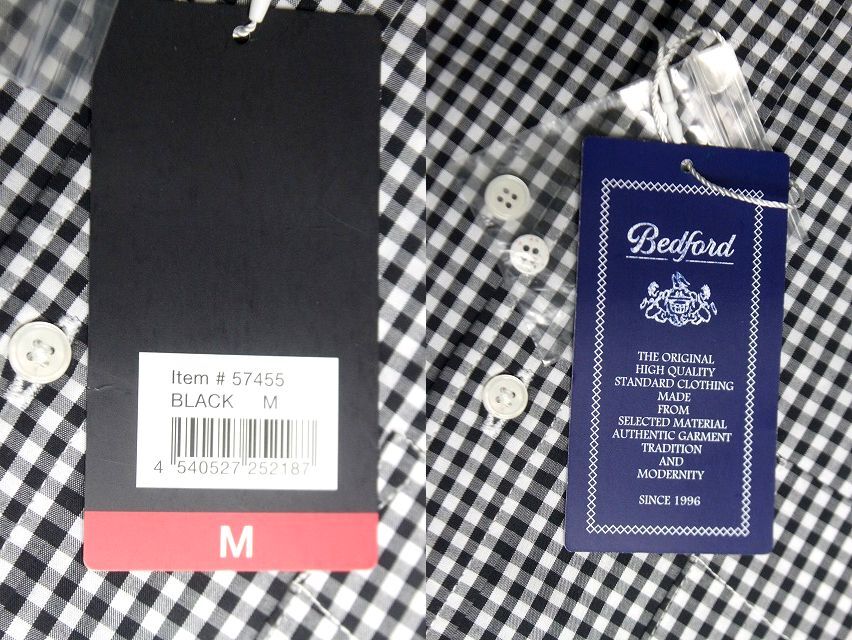 Item # 57455
BLACK M
4 540527 252187
M
Bedford
THE ORIGINAL
HIGH QUALITY
STANDARD CLOTHING
MADE
FROM
SELECTED MATERIAL
AUTHENTIC GARMENT
TRADITION
AND
MODERNITY
SINCE 1996